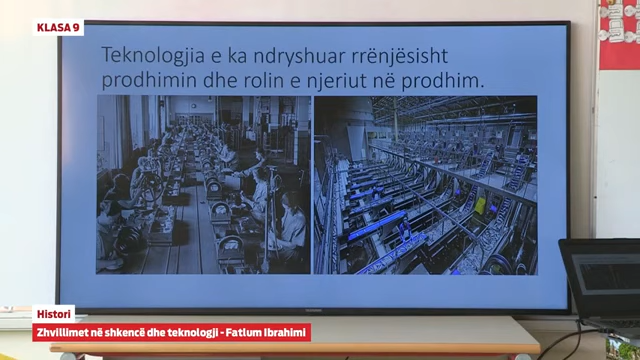 KLASA 9
Teknologjia e ka ndryshuar rrënjësisht
prodhimin dhe rolin e njeriut në prodhim.
Histori
Zhvillimet në shkencë dhe teknologji - Fatlum Ibrahimi